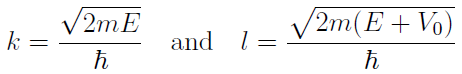 k = √(2mE) / ħ and l = √(2m(E + V₀)) / ħ